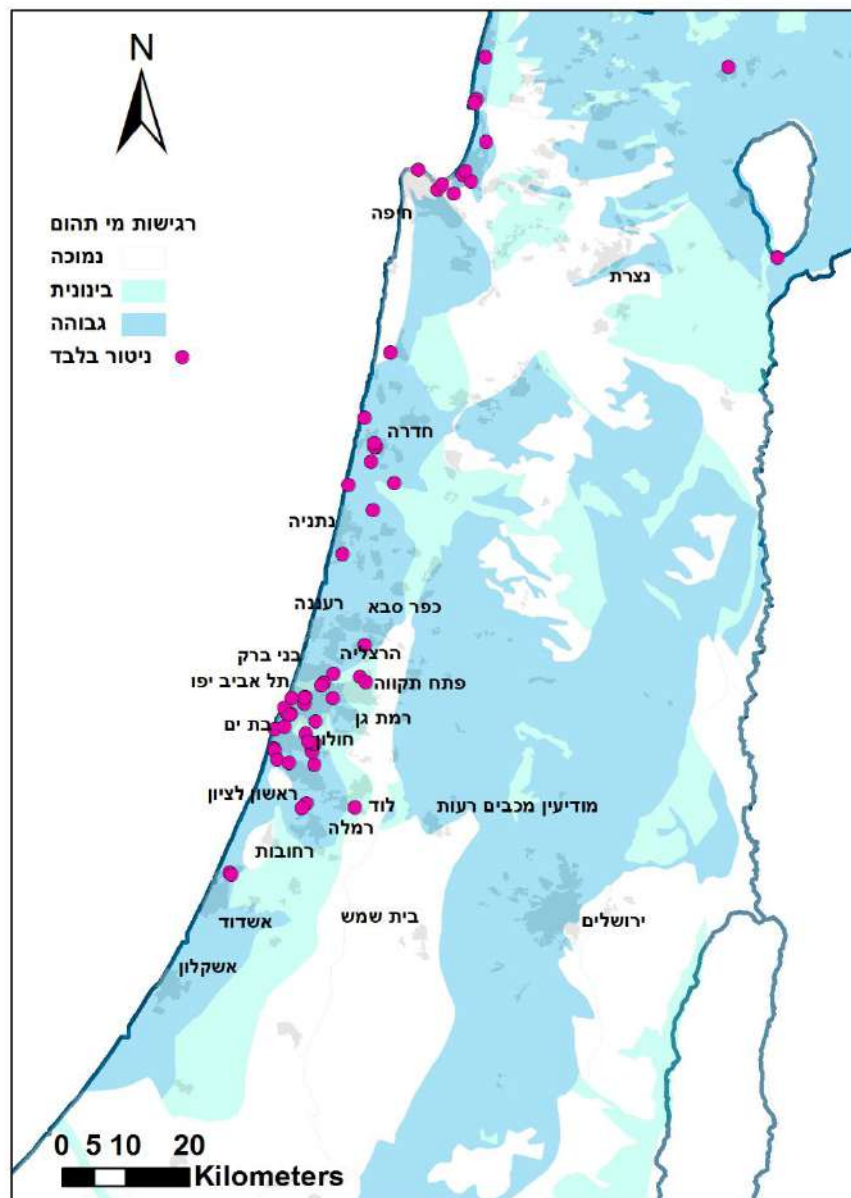 N
רגישות מי תהום
נמוכה
בינונית
גבוהה
ניטור בלבד
חיפה
נצרת
חדרה
נתניה
רעננה
כפר סבא
הרצליה
בני ברק
פתח תקווה
תל אביב יפו
רמת גן
בת ים
חולון
ראשון לציון
לוד
מודיעין מכבים רעות
רמלה
רחובות
אשדוד
בית שמש
ירושלים
אשקלון
0 5 10 20
Kilometers